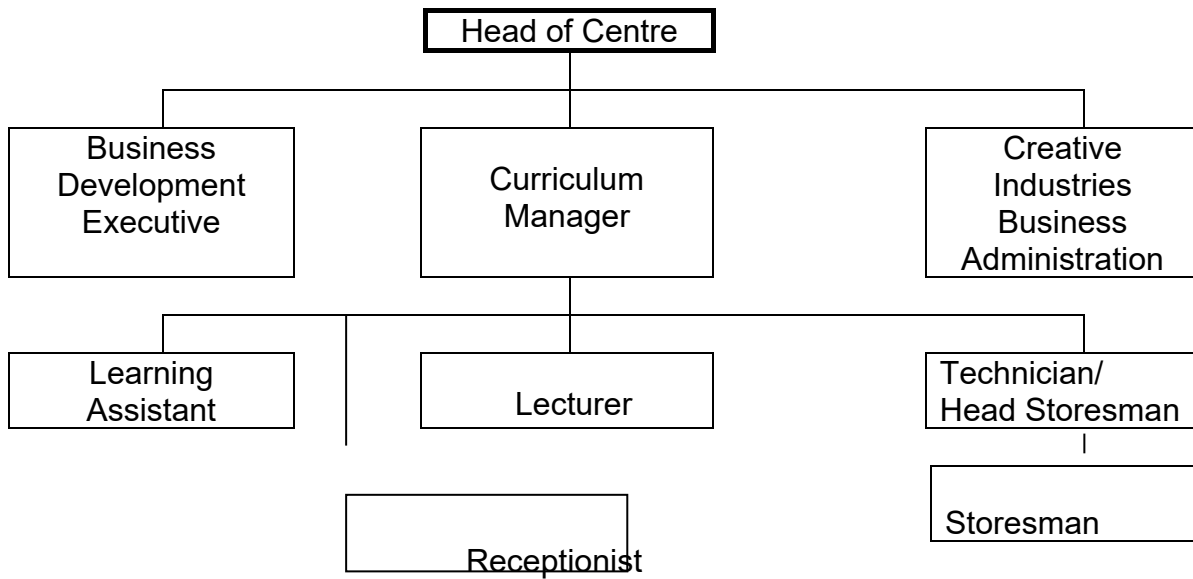 Head of Centre
Business
Development
Executive
Curriculum
Manager
Creative
Industries
Business
Administration
Learning
Assistant
Lecturer
Technician/
Head Storesman
Receptionist
Storesman